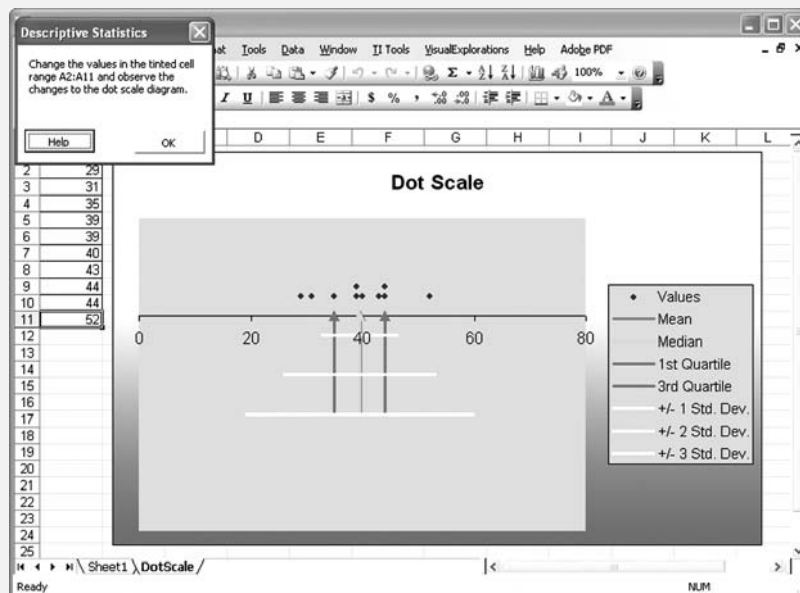 Descriptive Statistics
Change the values in the tinted cell
range A2:A11 and observe the
changes to the dot scale diagram.
Help OK
Tools Data Window TI Tools VisualExplorations Help Adobe PDF
100%
I U $ % ,
D E F G H I J K L
2 29
3 31
4 35
5 39
6 39
7 40
8 43
9 44
10 44
11 52
12
13
14
15
16
17
18
19
20
21
22
23
24
25
Dot Scale
0 20 40 60 80
Values
Mean
Median
1st Quartile
3rd Quartile
+/- 1 Std. Dev.
+/- 2 Std. Dev.
+/- 3 Std. Dev.
Sheet1 DotScale
Ready NUM